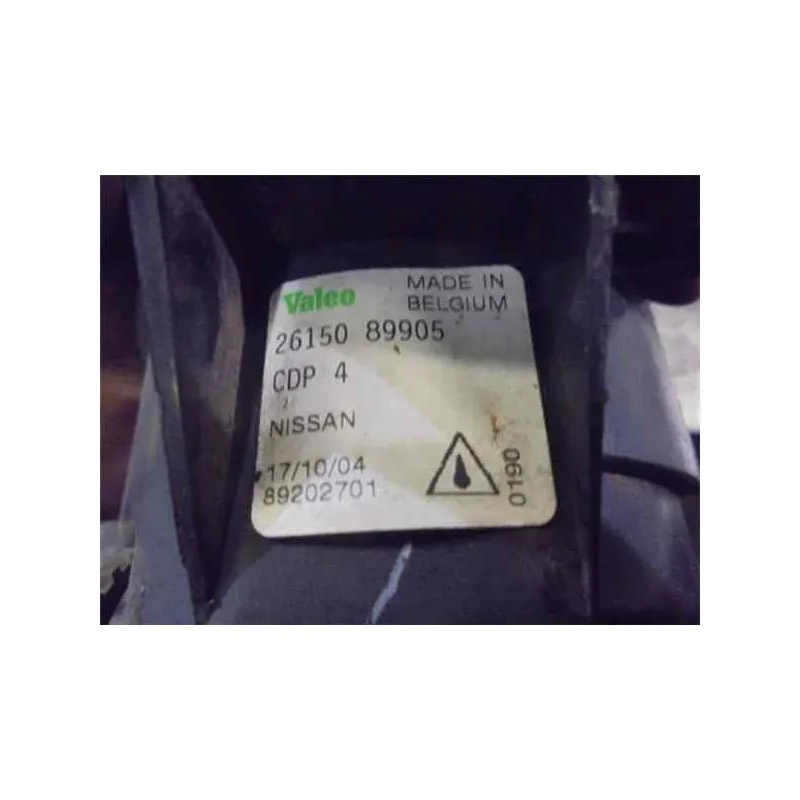 Valeo
MADE IN
BELGIUM
26150 89905
CDP 4
NISSAN
17/10/04
89202701
0190